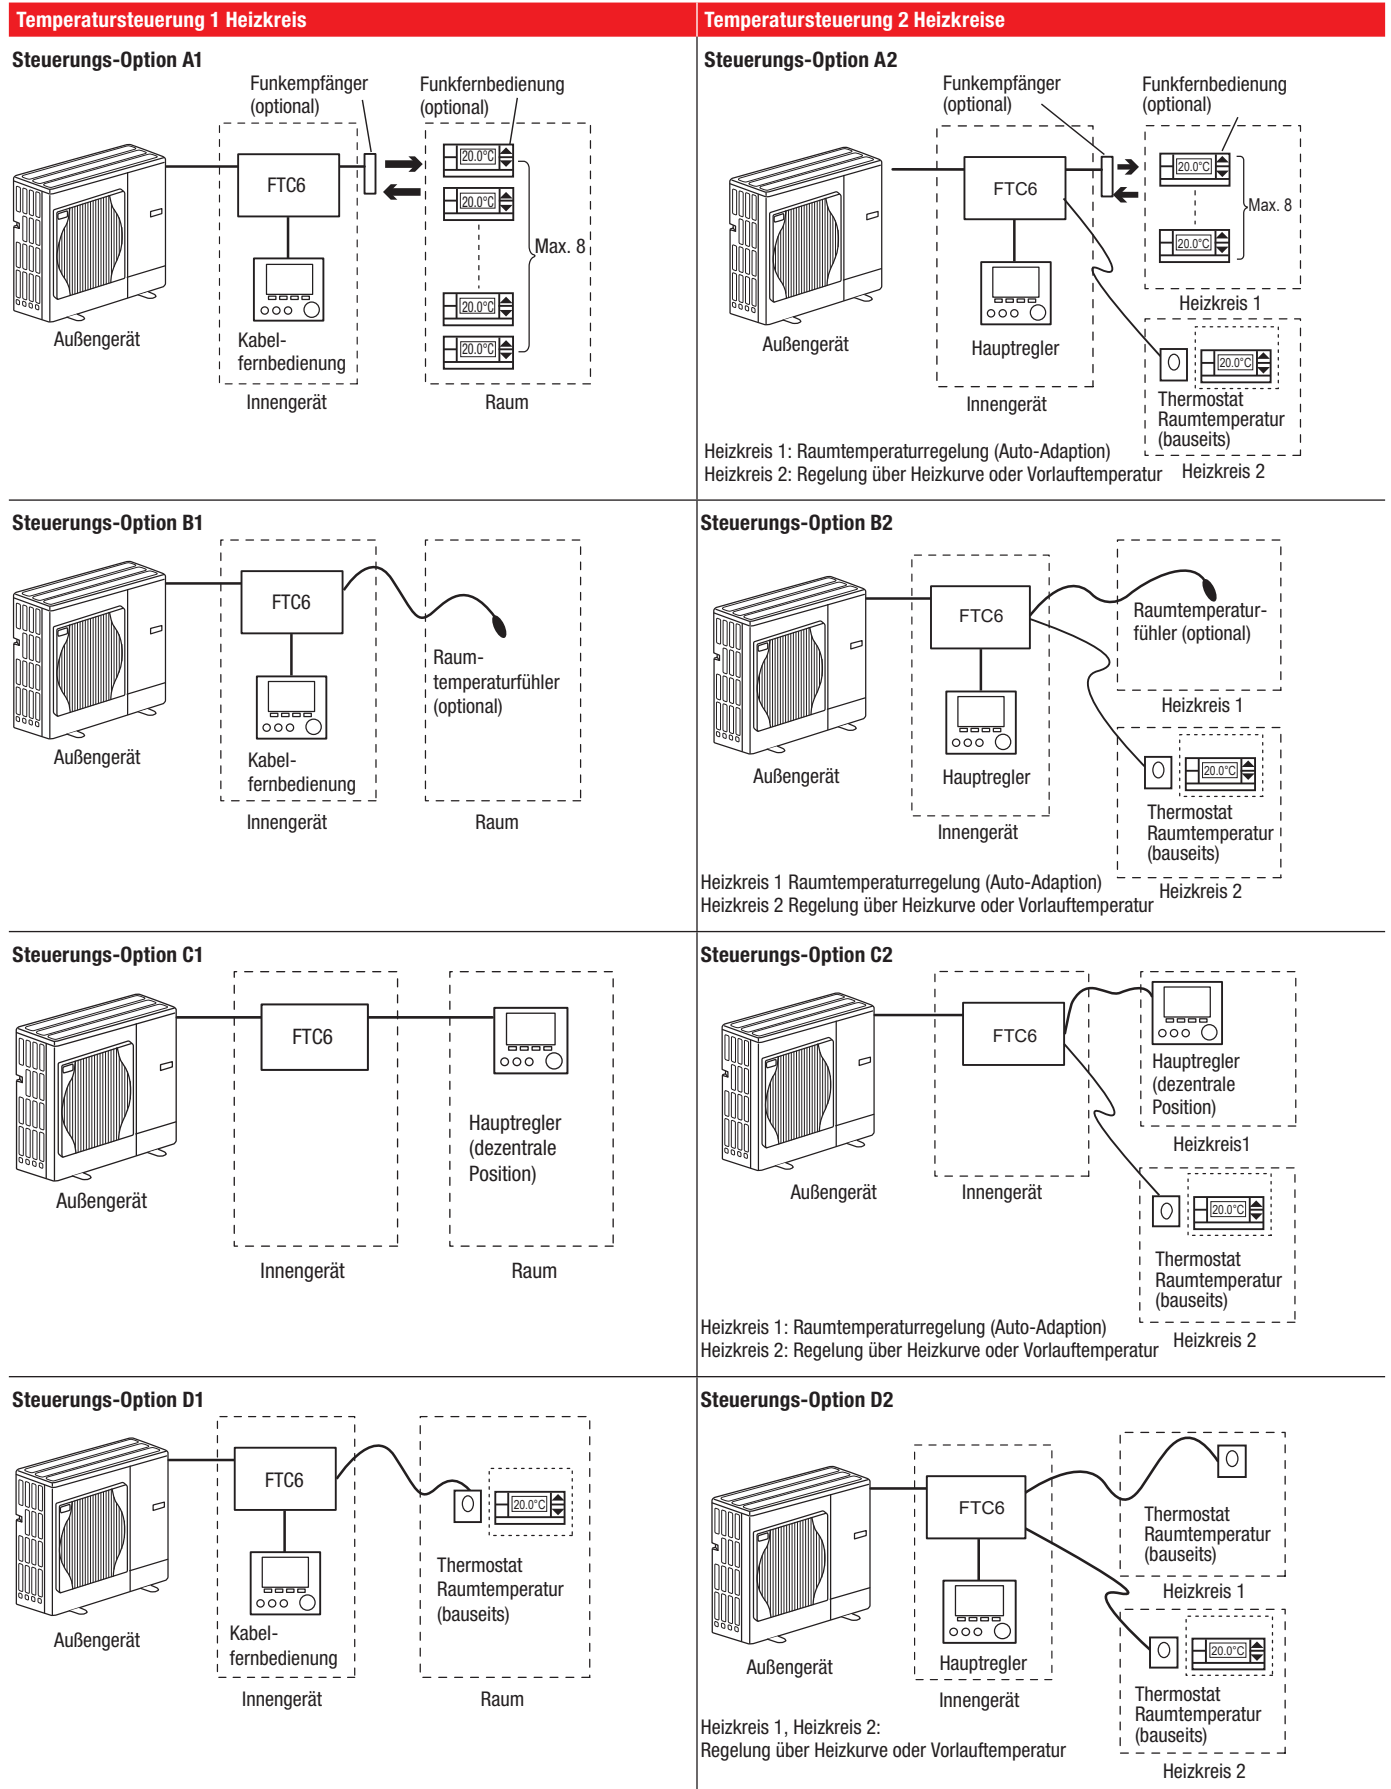 Temperatursteuerung 1 Heizkreis
Temperatursteuerung 2 Heizkreise
Steuerungs-Option A1
Funkempfänger
(optional)
Funkfernbedienung
(optional)
FTC6
20.0°C
20.0°C
Max. 8
20.0°C
20.0°C
Außengerät
Kabel-
fernbedienung
Innengerät
Raum
Steuerungs-Option A2
Funkempfänger
(optional)
Funkfernbedienung
(optional)
FTC6
20.0°C
Max. 8
20.0°C
Heizkreis 1
Außengerät
Hauptregler
20.0°C
Innengerät
Thermostat
Raumtemperatur
(bauseits)
Heizkreis 1: Raumtemperaturregelung (Auto-Adaption)
Heizkreis 2: Regelung über Heizkurve oder Vorlauftemperatur
Heizkreis 2
Steuerungs-Option B1
FTC6
Raum-
temperaturfühler
(optional)
Außengerät
Kabel-
fernbedienung
Innengerät
Raum
Steuerungs-Option B2
FTC6
Raumtemperatur-
fühler (optional)
Heizkreis 1
Außengerät
Hauptregler
20.0°C
Innengerät
Thermostat
Raumtemperatur
(bauseits)
Heizkreis 1 Raumtemperaturregelung (Auto-Adaption)
Heizkreis 2 Regelung über Heizkurve oder Vorlauftemperatur
Heizkreis 2
Steuerungs-Option C1
FTC6
Hauptregler
(dezentrale
Position)
Außengerät
Innengerät
Raum
Steuerungs-Option C2
FTC6
Hauptregler
(dezentrale
Position)
Heizkreis1
Außengerät
Innengerät
20.0°C
Thermostat
Raumtemperatur
(bauseits)
Heizkreis 1: Raumtemperaturregelung (Auto-Adaption)
Heizkreis 2: Regelung über Heizkurve oder Vorlauftemperatur
Heizkreis 2
Steuerungs-Option D1
FTC6
20.0°C
Thermostat
Raumtemperatur
(bauseits)
Außengerät
Kabel-
fernbedienung
Innengerät
Raum
Steuerungs-Option D2
FTC6
Thermostat
Raumtemperatur
(bauseits)
Heizkreis 1
Außengerät
Hauptregler
20.0°C
Innengerät
Thermostat
Raumtemperatur
(bauseits)
Heizkreis 1, Heizkreis 2:
Regelung über Heizkurve oder Vorlauftemperatur
Heizkreis 2